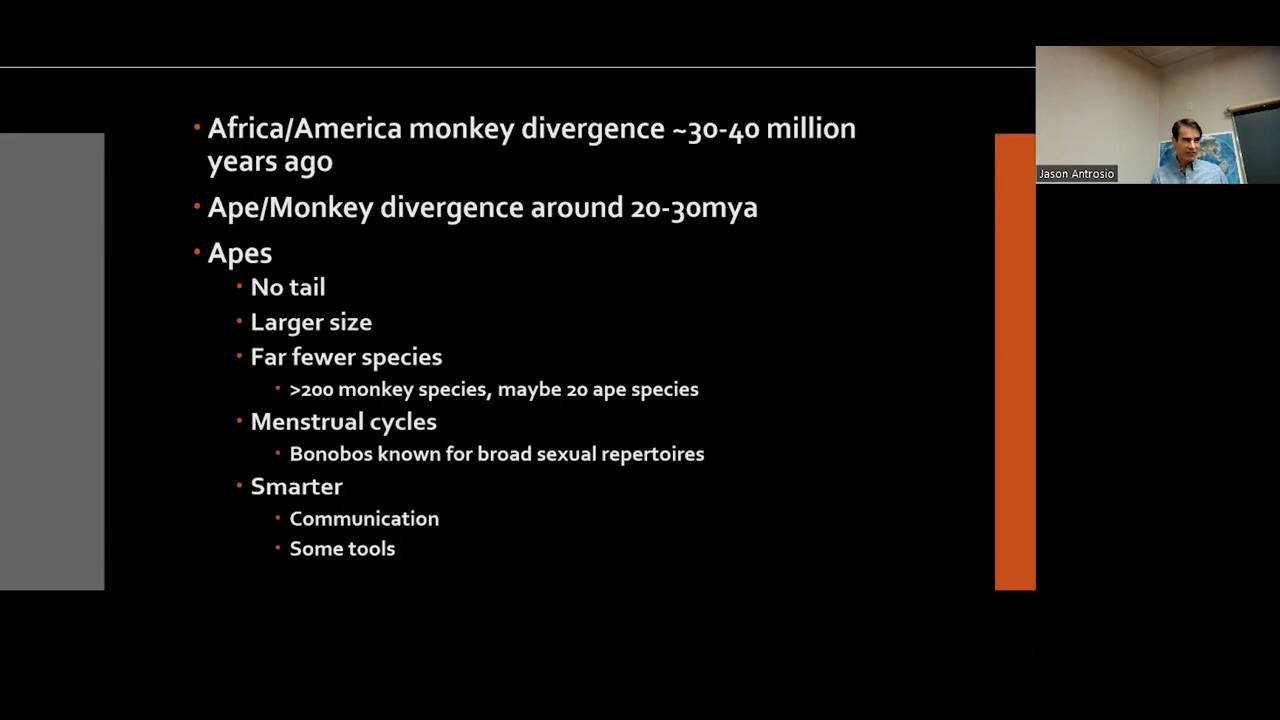 Africa/America monkey divergence ~30-40 million
years ago
Ape/Monkey divergence around 20-30mya
Apes
No tail
Larger size
Far fewer species
>200 monkey species, maybe 20 ape species
Menstrual cycles
Bonobos known for broad sexual repertoires
Smarter
Communication
Some tools
Jason Antrosio